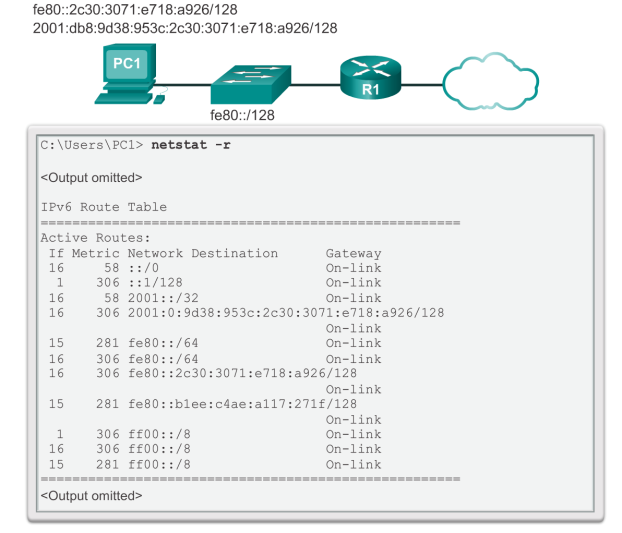 fe80::2c30:3071:e718:a926/128
2001:db8:9d38:953c:2c30:3071:e718:a926/128
PC1
R1
fe80::/128
C:\Users\PC1> netstat -r
<Output omitted>
IPv6 Route Table
===================================================
Active Routes:
If Metric Network Destination Gateway
16 58 ::/0 On-link
1 306 ::1/128 On-link
16 58 2001::/32 On-link
16 306 2001:0:9d38:953c:2c30:3071:e718:a926/128
On-link
15 281 fe80::/64 On-link
16 306 fe80::/64 On-link
16 306 fe80::2c30:3071:e718:a926/128
On-link
15 281 fe80::b1ee:c4ae:a117:271f/128
On-link
1 306 ff00::/8 On-link
16 306 ff00::/8 On-link
15 281 ff00::/8 On-link
===================================================
<Output omitted>